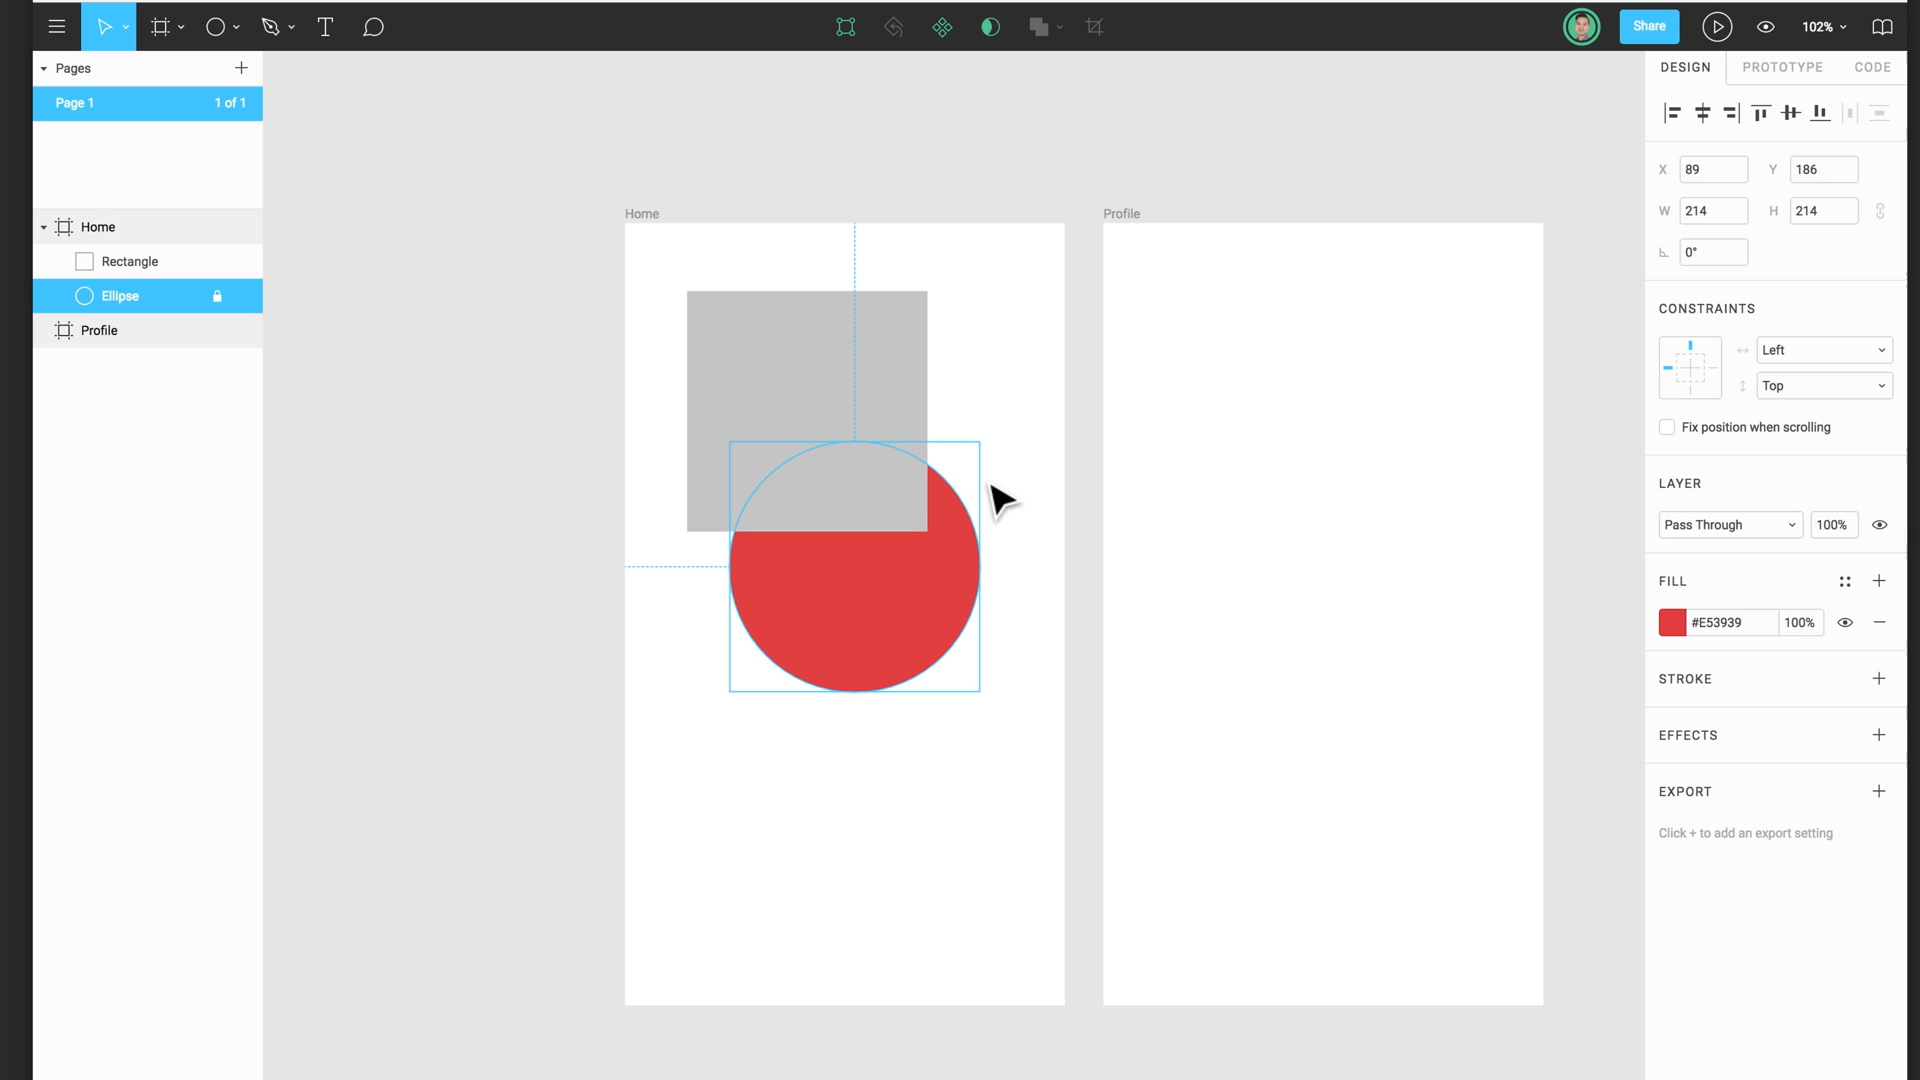 Share
102%
Pages
Page 1
1 of 1
Home
Rectangle
Ellipse
Profile
Home
Profile
DESIGN
PROTOTYPE
CODE
X 89 Y 186
W 214 H 214
0°
CONSTRAINTS
Left
Top
Fix position when scrolling
LAYER
Pass Through 100%
FILL
#E53939 100%
STROKE
EFFECTS
EXPORT
Click + to add an export setting